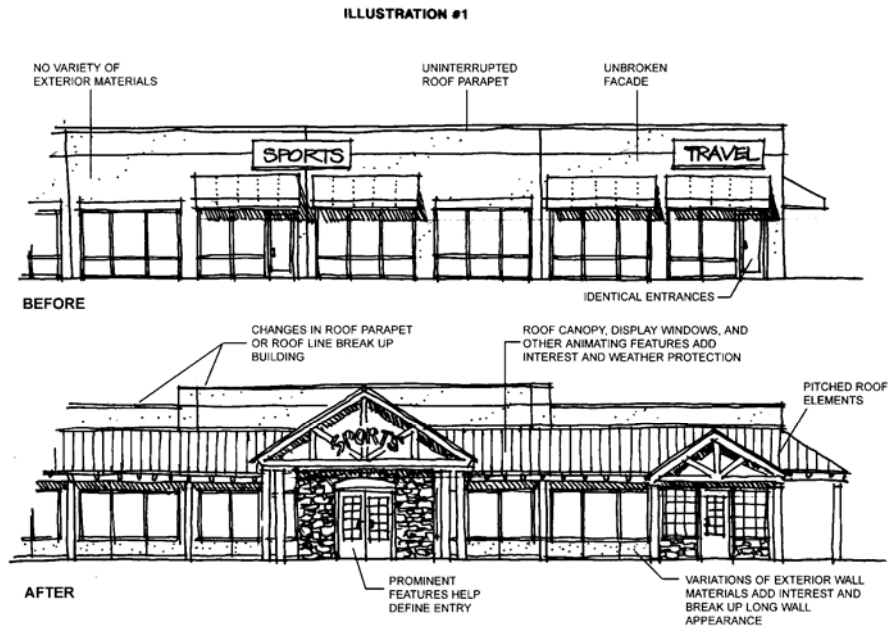 ILLUSTRATION #1
NO VARIETY OF
EXTERIOR MATERIALS
UNINTERRUPTED
ROOF PARAPET
UNBROKEN
FACADE
SPORTS
TRAVEL
IDENTICAL ENTRANCES
BEFORE
CHANGES IN ROOF PARAPET
OR ROOF LINE BREAK UP
BUILDING
ROOF CANOPY, DISPLAY WINDOWS, AND
OTHER ANIMATING FEATURES ADD
INTEREST AND WEATHER PROTECTION
PITCHED ROOF
ELEMENTS
SPORTS
AFTER
PROMINENT
FEATURES HELP
DEFINE ENTRY
VARIATIONS OF EXTERIOR WALL
MATERIALS ADD INTEREST AND
BREAK UP LONG WALL
APPEARANCE